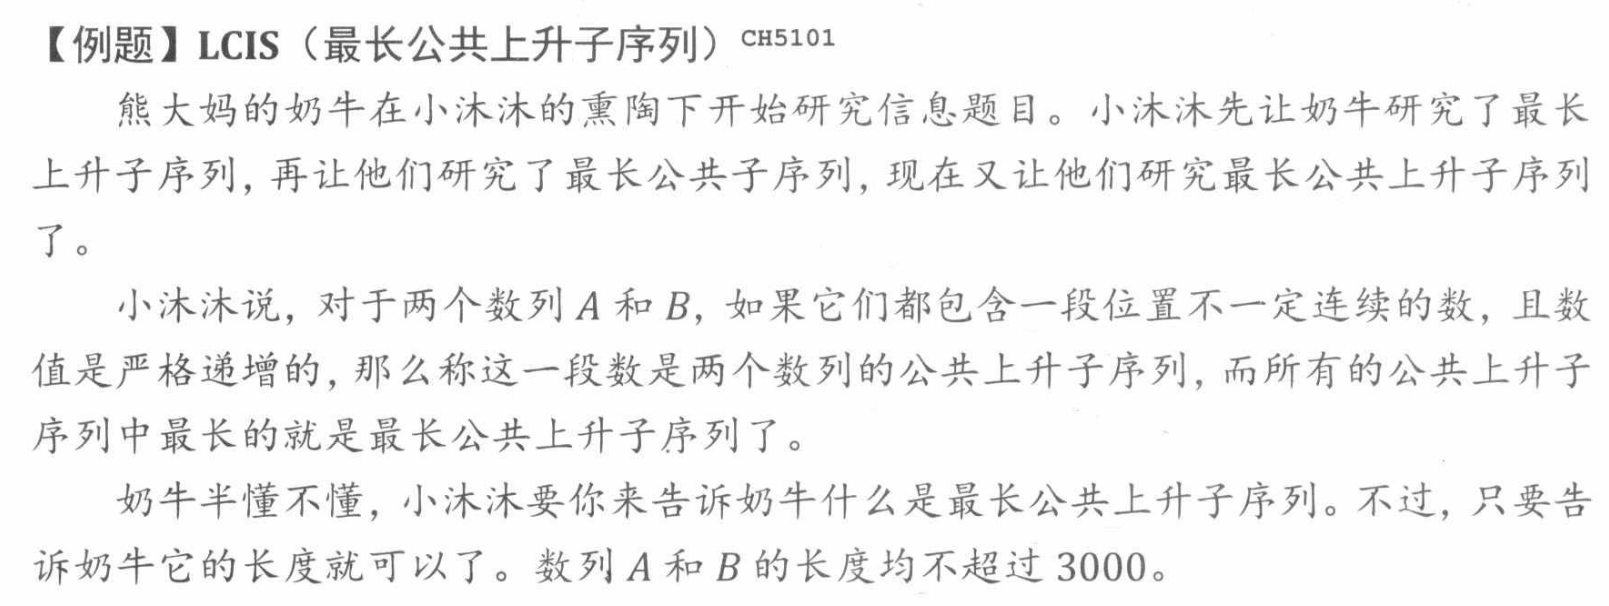 【例题】LCIS（最长公共上升子序列）CH5101
熊大妈的奶牛在小沐沐的熏陶下开始研究信息题目。小沐沐先让奶牛研究了最长
上升子序列，再让他们研究了最长公共子序列，现在又让他们研究最长公共上升子序列
了。
小沐沐说，对于两个数列 A 和 B，如果它们都包含一段位置不一定连续的数，且数
值是严格递增的，那么称这一段数是两个数列的公共上升子序列，而所有的公共上升子
序列中最长的就是最长公共上升子序列了。
奶牛半懂不懂，小沐沐要你来告诉奶牛什么是最长公共上升子序列。不过，只要告
诉奶牛它的长度就可以了。数列 A 和 B 的长度均不超过 3000。